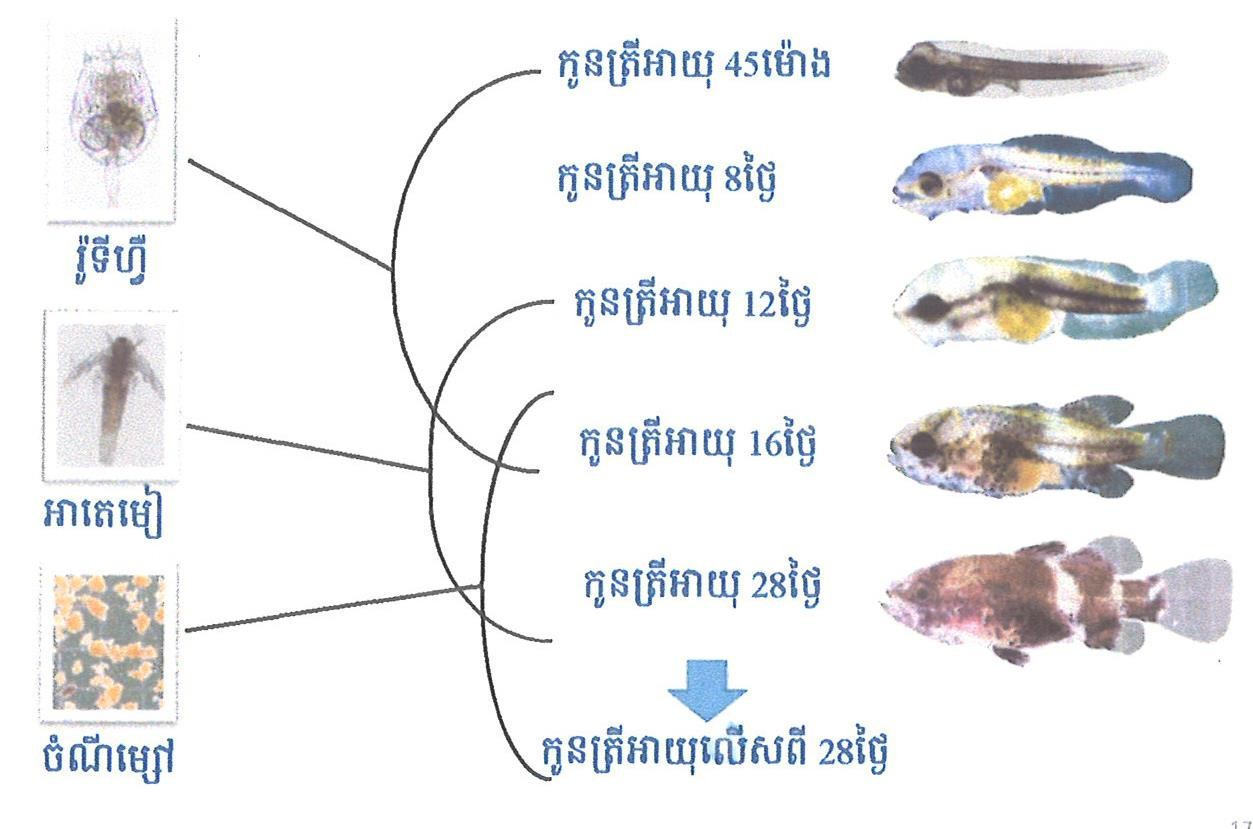 រ៉ូទីហ្វឺ
អាតេមៀ
ចំណីម្សៅ
កូនត្រីអាយុ 45ម៉ោង
កូនត្រីអាយុ 8ថ្ងៃ
កូនត្រីអាយុ 12ថ្ងៃ
កូនត្រីអាយុ 16ថ្ងៃ
កូនត្រីអាយុ 28ថ្ងៃ
កូនត្រីអាយុលើសពី 28ថ្ងៃ
17